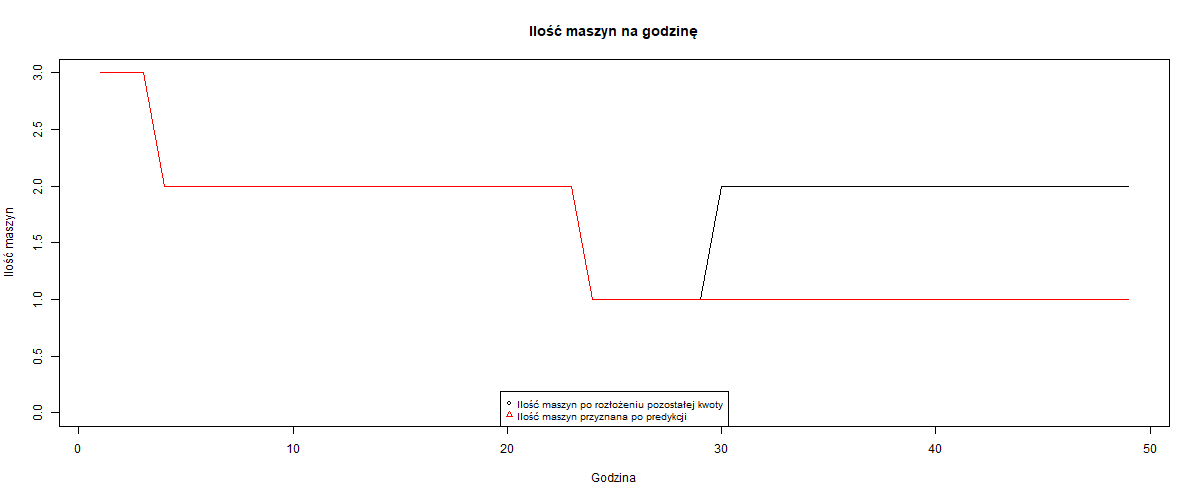 Ilość maszyn na godzinę
Ilość maszyn
3.0
2.5
2.0
1.5
1.0
0.5
0.0
Ilość maszyn po rozłożeniu pozostałej kwoty
Ilość maszyn przyznana po predykcji
0 10 20 30 40 50
Godzina